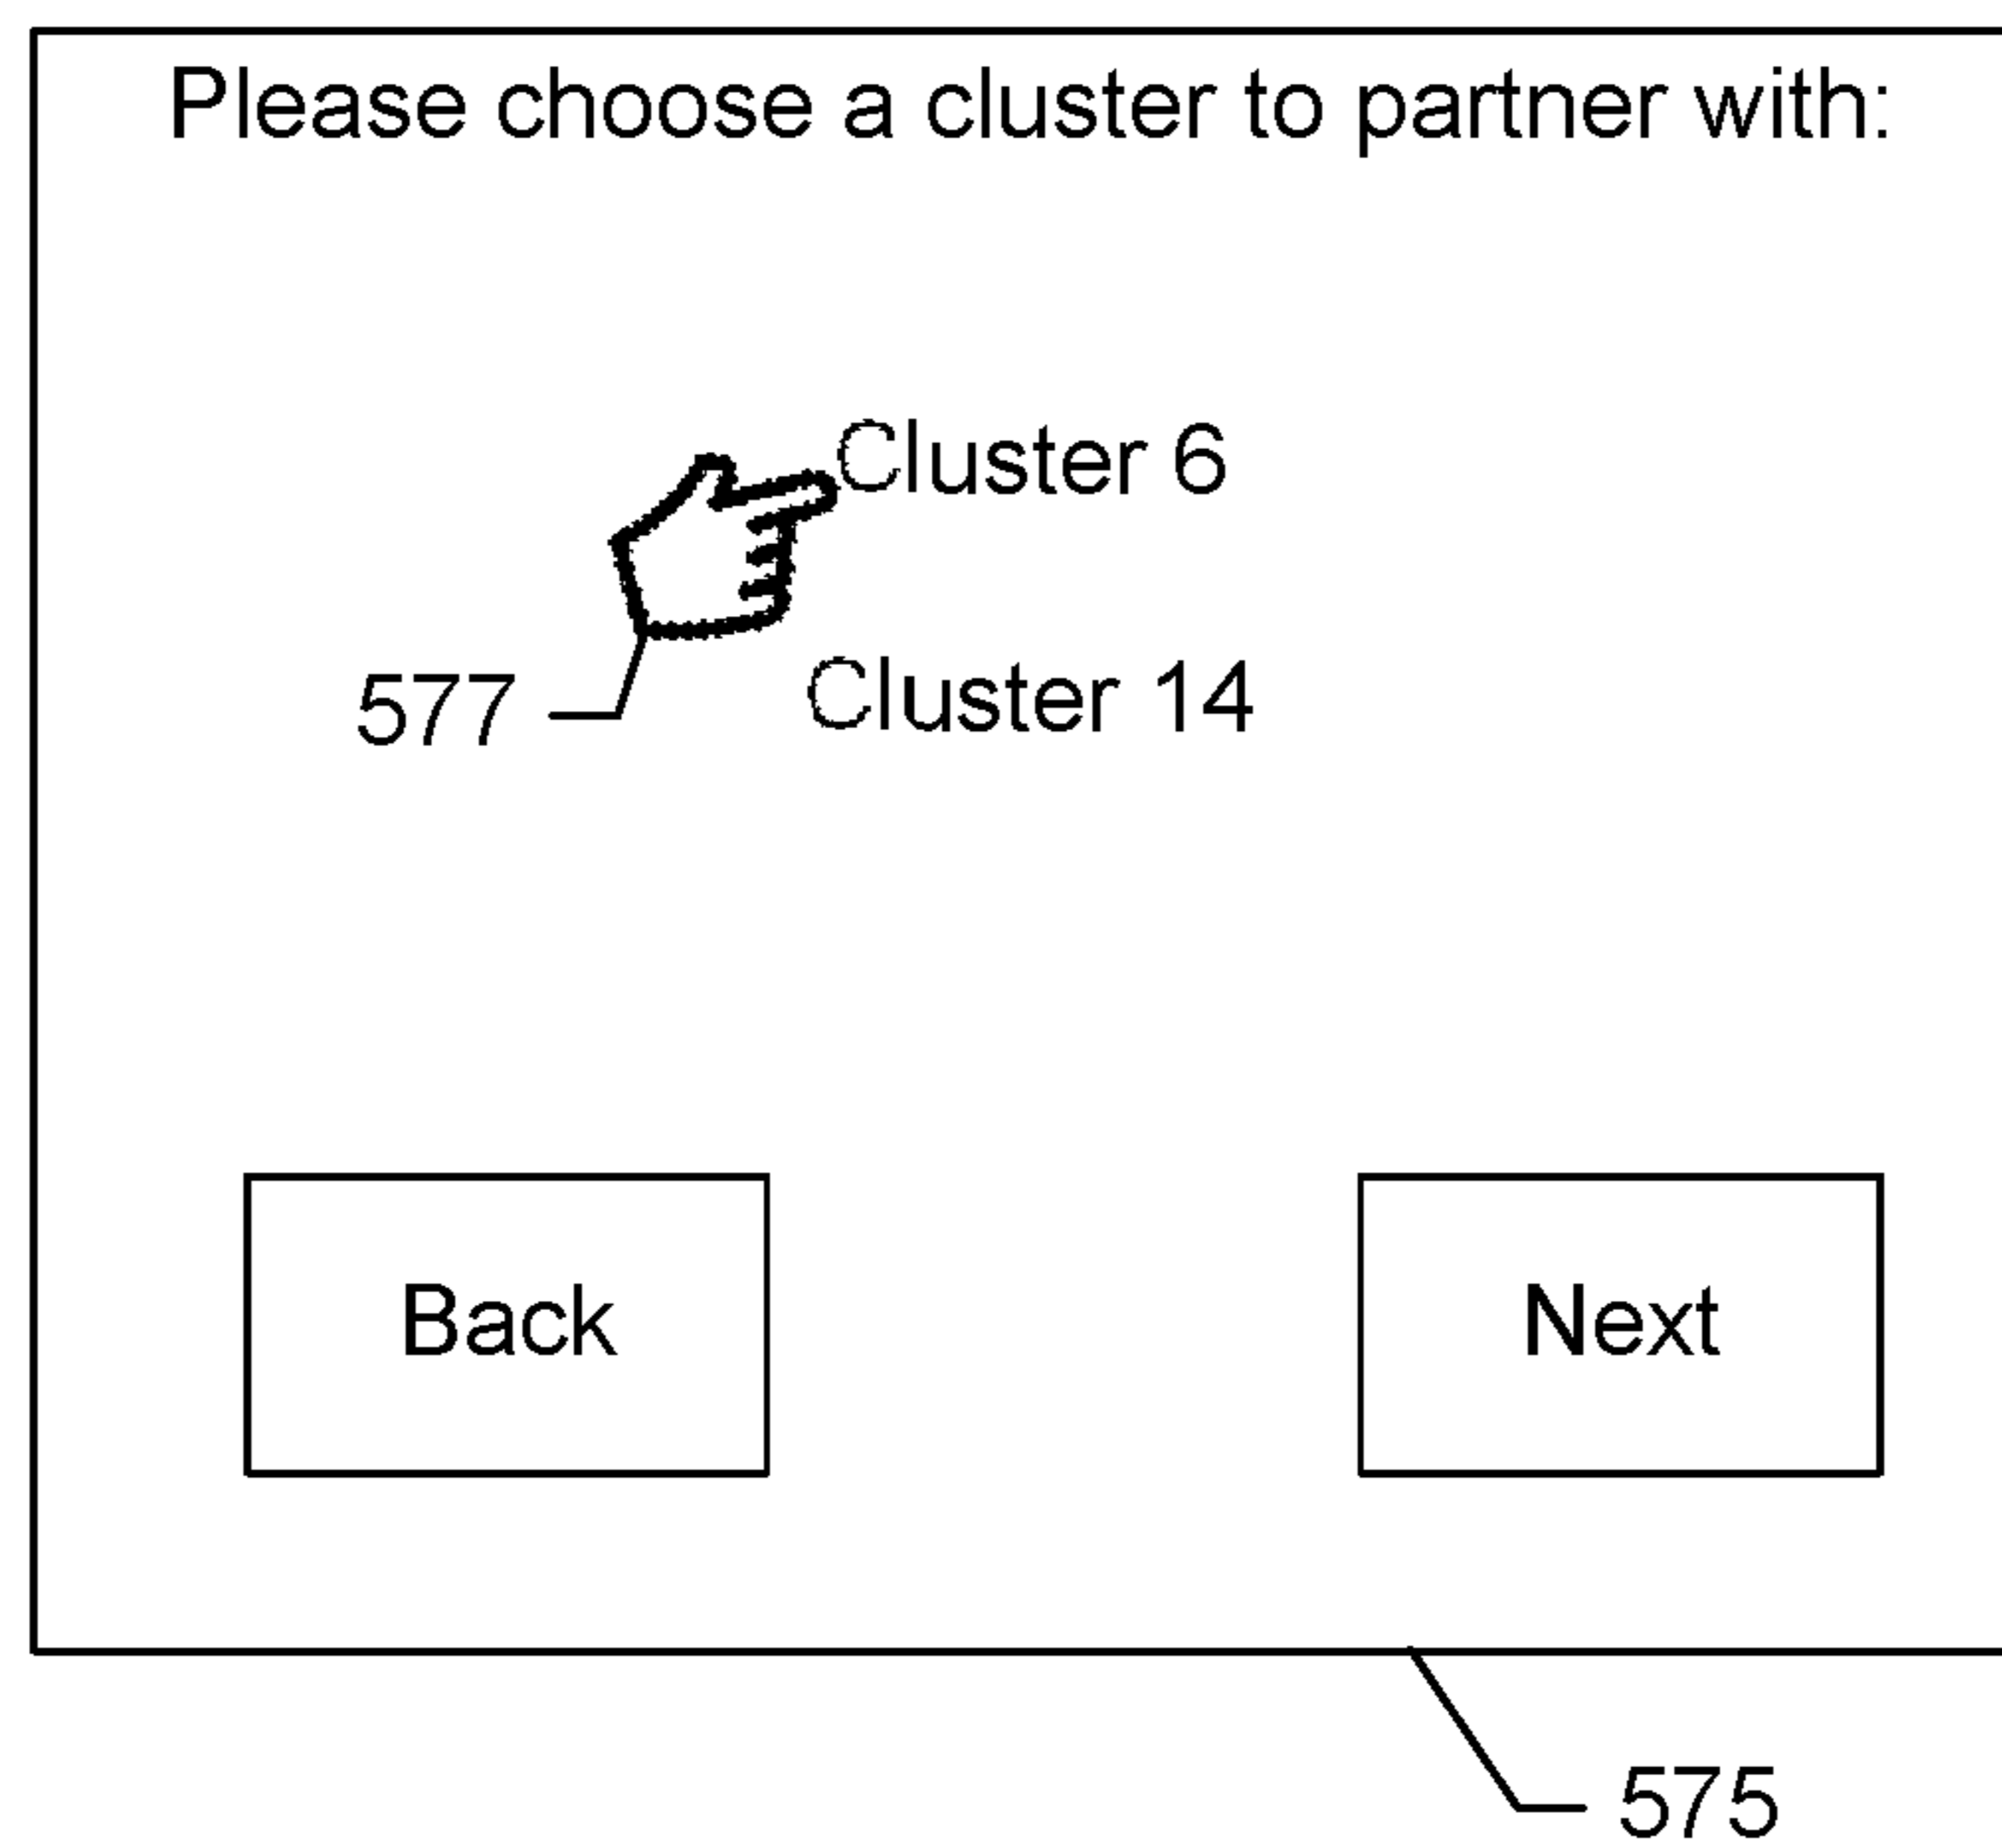 Please choose a cluster to partner with:
Cluster 6
577
Cluster 14
Back
Next
575